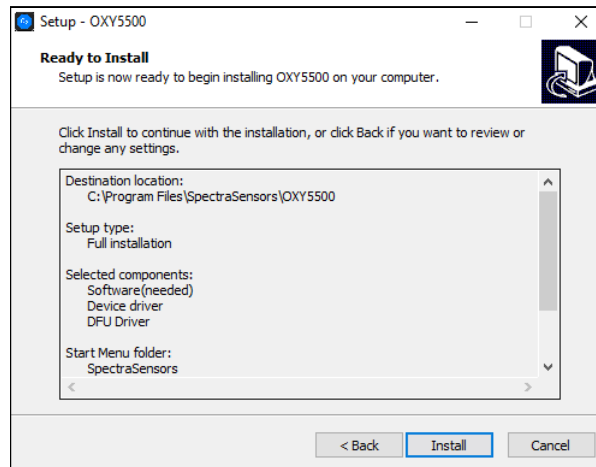 Setup - OXY5500
Ready to Install
Setup is now ready to begin installing OXY5500 on your computer.
Click Install to continue with the installation, or click Back if you want to review or
change any settings.
Destination location:
C:\Program Files\SpectraSensors\OXY5500
Setup type:
Full installation
Selected components:
Software(needed)
Device driver
DFU Driver
Start Menu folder:
SpectraSensors
< Back
Install
Cancel